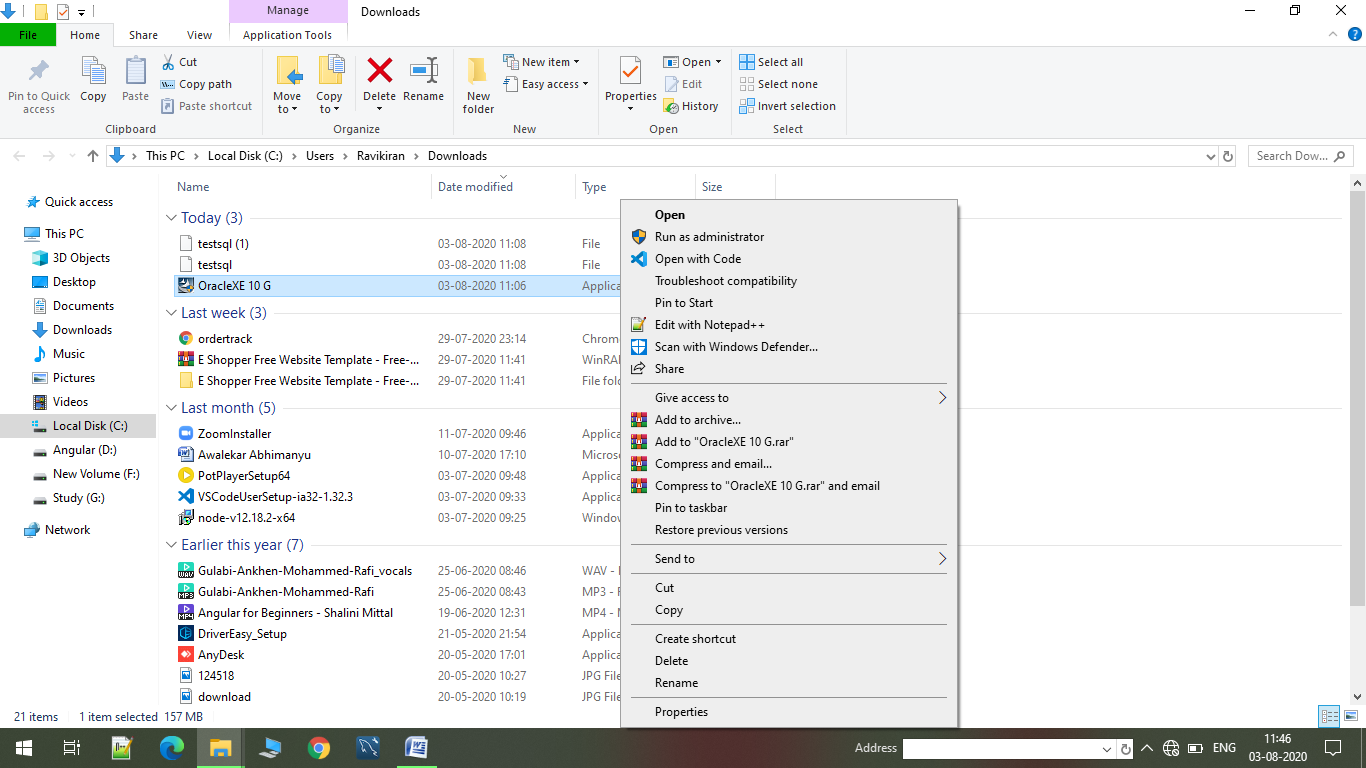 Manage
Downloads
File
Home
Share
View
Application Tools
Pin to Quick access
Copy
Paste
Cut
Copy path
Paste shortcut
Clipboard
Move to
Copy to
Delete
Rename
Organize
New folder
New item
Easy access
New
Properties
Open
Edit
History
Open
Select all
Select none
Invert selection
Select
This PC > Local Disk (C:) > Users > Ravikiran > Downloads
Search Dow...
Name Date modified Type Size
Quick access
This PC
3D Objects
Desktop
Documents
Downloads
Music
Pictures
Videos
Local Disk (C:)
Angular (D:)
New Volume (F:)
Study (G:)
Network
Today (3)
testsql (1) 03-08-2020 11:08 File
testsql 03-08-2020 11:08 File
OracleXE 10 G 03-08-2020 11:06 Applica
Last week (3)
ordertrack 29-07-2020 23:14 Chrom
E Shopper Free Website Template - Free-... 29-07-2020 11:41 WinRA
E Shopper Free Website Template - Free-... 29-07-2020 11:41 File fold
Last month (5)
ZoomInstaller 11-07-2020 09:46 Applica
Awalekar Abhimanyu 10-07-2020 17:10 Micros
PotPlayerSetup64 03-07-2020 09:48 Applica
VSCodeUserSetup-ia32-1.32.3 03-07-2020 09:33 Applica
node-v12.18.2-x64 03-07-2020 09:25 Windo
Earlier this year (7)
Gulabi-Ankhen-Mohammed-Rafi_vocals 25-06-2020 08:46 WAV -
Gulabi-Ankhen-Mohammed-Rafi 25-06-2020 08:43 MP3 - F
Angular for Beginners - Shalini Mittal 19-06-2020 12:31 MP4 -
DriverEasy_Setup 21-05-2020 21:54 Applica
AnyDesk 20-05-2020 17:01 Applica
124518 20-05-2020 10:27 JPG File
download 20-05-2020 10:19 JPG File
Open
Run as administrator
Open with Code
Troubleshoot compatibility
Pin to Start
Edit with Notepad++
Scan with Windows Defender...
Share
Give access to
Add to archive...
Add to "OracleXE 10 G.rar"
Compress and email...
Compress to "OracleXE 10 G.rar" and email
Pin to taskbar
Restore previous versions
Send to
Cut
Copy
Create shortcut
Delete
Rename
Properties
21 items 1 item selected 157 MB
Address
ENG
11:46
03-08-2020